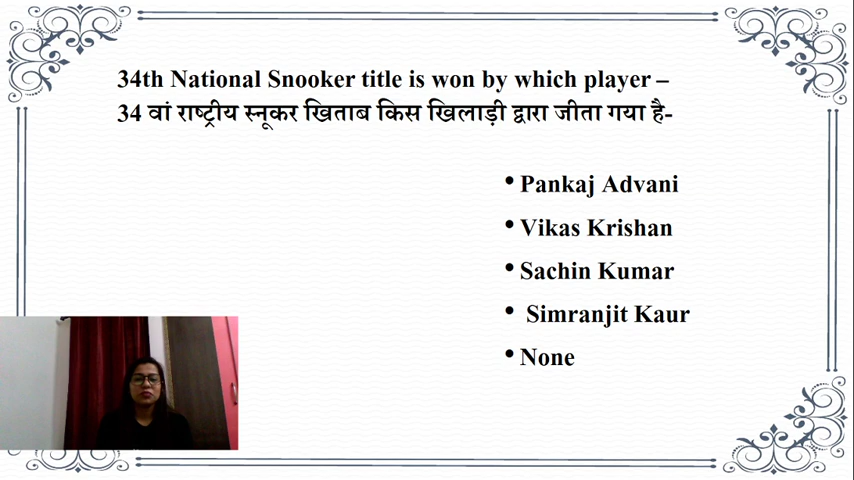 34th National Snooker title is won by which player –
34 वां राष्ट्रीय स्नूकर खिताब किस खिलाड़ी द्वारा जीता गया है-
• Pankaj Advani
• Vikas Krishan
• Sachin Kumar
• Simranjit Kaur
• None